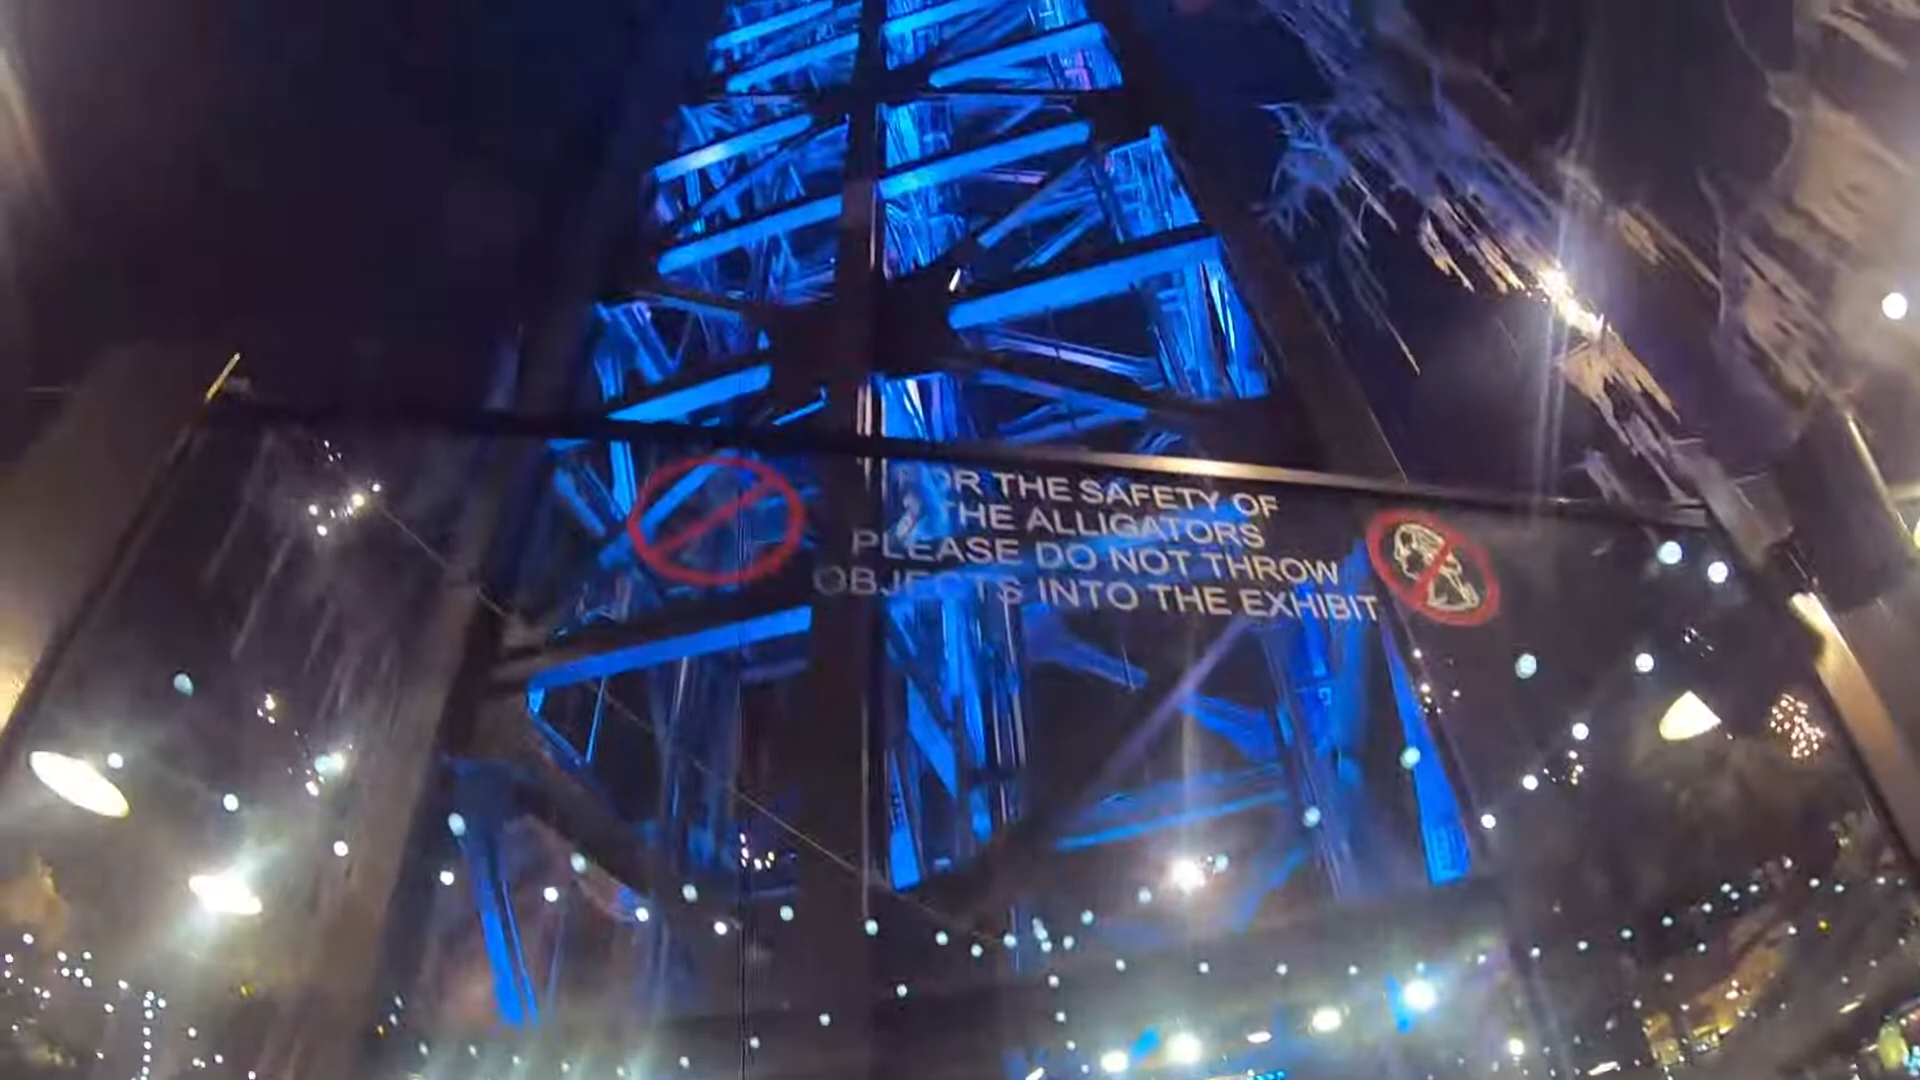 FOR THE SAFETY OF
THE ALLIGATORS
PLEASE DO NOT THROW
OBJECTS INTO THE EXHIBIT